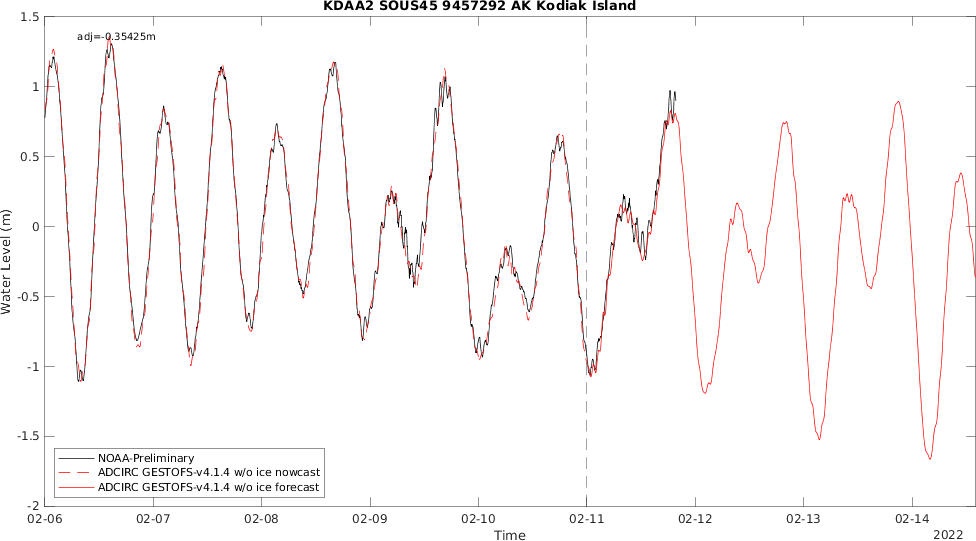 KDAA2 SOUS45 9457292 AK Kodiak Island
adj=-0.35425m
1.5
1
0.5
0
-0.5
-1
-1.5
-2
Water Level (m)
NOAA-Preliminary
ADCIRC GESTOFS-v4.1.4 w/o ice nowcast
ADCIRC GESTOFS-v4.1.4 w/o ice forecast
02-06 02-07 02-08 02-09 02-10 02-11 02-12 02-13 02-14
Time
2022